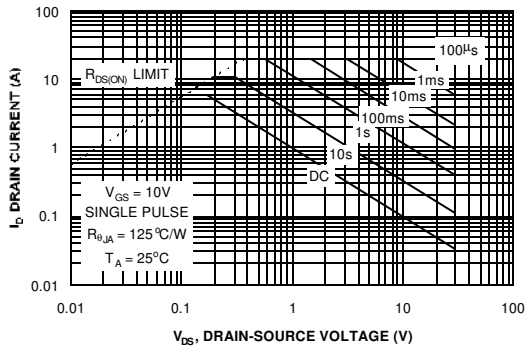 100
10
1
0.1
0.01
I_D, DRAIN CURRENT (A)
R_DS(ON) LIMIT
100µs
1ms
10ms
100ms
1s
10s
DC
V_GS = 10V
SINGLE PULSE
R_θJA = 125 °C/W
T_A = 25°C
0.01 0.1 1 10 100
V_DS, DRAIN-SOURCE VOLTAGE (V)